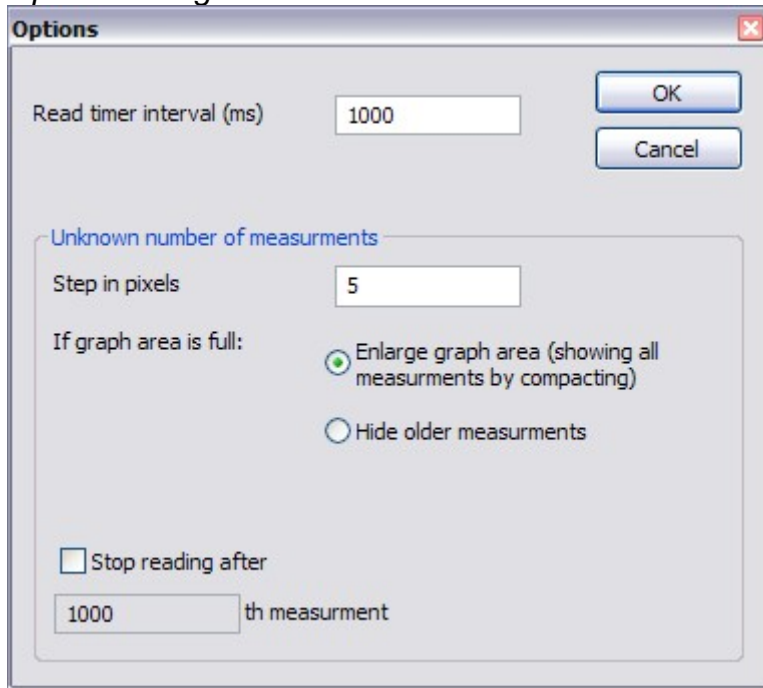 Options
Read timer interval (ms)
1000
OK
Cancel
Unknown number of measurments
Step in pixels
5
If graph area is full:
Enlarge graph area (showing all
measurments by compacting)
Hide older measurments
Stop reading after
1000
th measurment